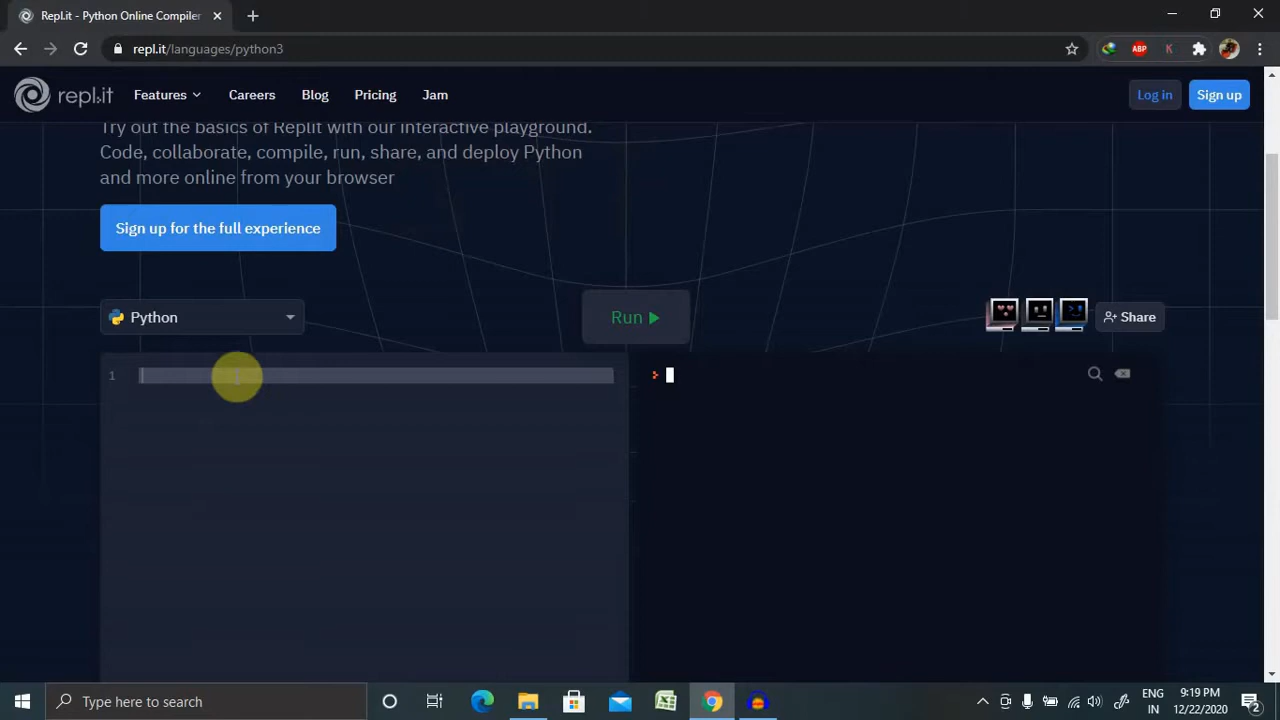 Repl.it - Python Online Compiler
repl.it/languages/python3
ABP
K
repl.it
Features
Careers
Blog
Pricing
Jam
Log in
Sign up
Try out the basics of Replit with our interactive playground.
Code, collaborate, compile, run, share, and deploy Python
and more online from your browser
Sign up for the full experience
Python
Run
Share
1
Type here to search
ENG
IN
9:19 PM
12/22/2020
2